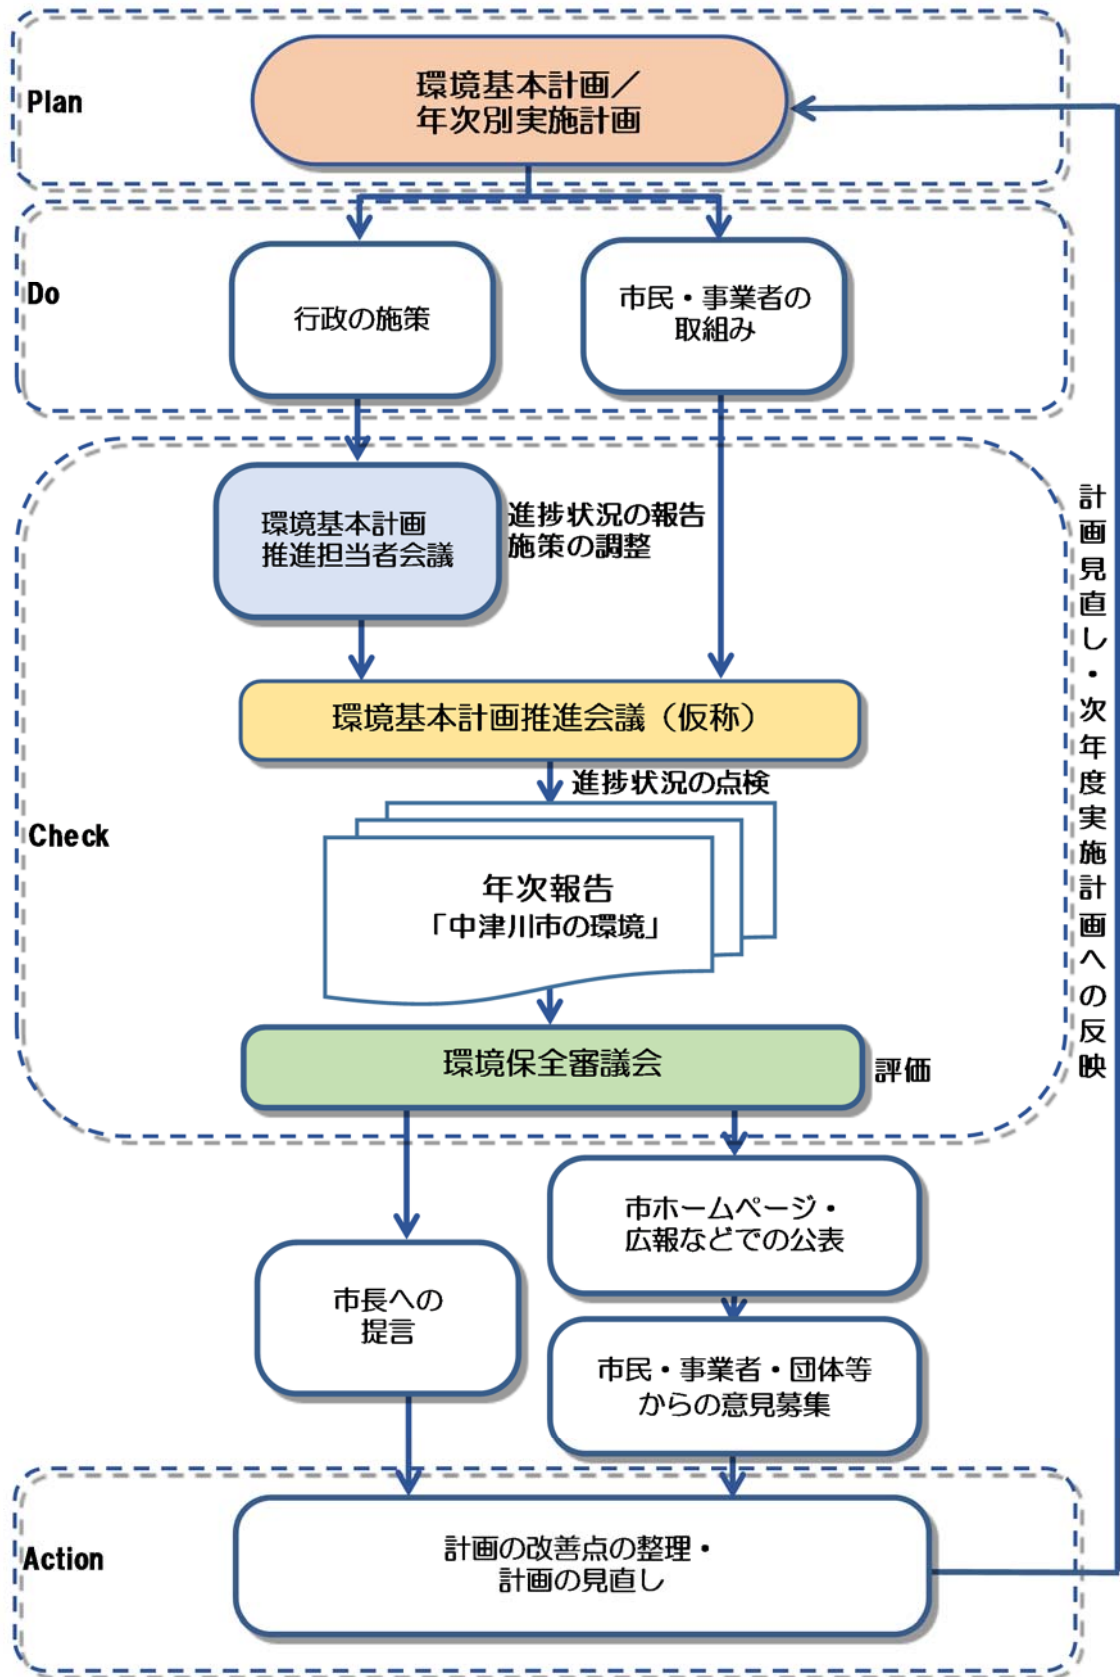 Plan
環境基本計画／
年次別実施計画
Do
行政の施策
市民・事業者の
取組み
環境基本計画
推進担当者会議
進捗状況の報告
施策の調整
環境基本計画推進会議（仮称）
進捗状況の点検
Check
年次報告
「中津川市の環境」
環境保全審議会
評価
計画見直し・次年度実施計画への反映
市ホームページ・
広報などでの公表
市長への
提言
市民・事業者・団体等
からの意見募集
Action
計画の改善点の整理・
計画の見直し